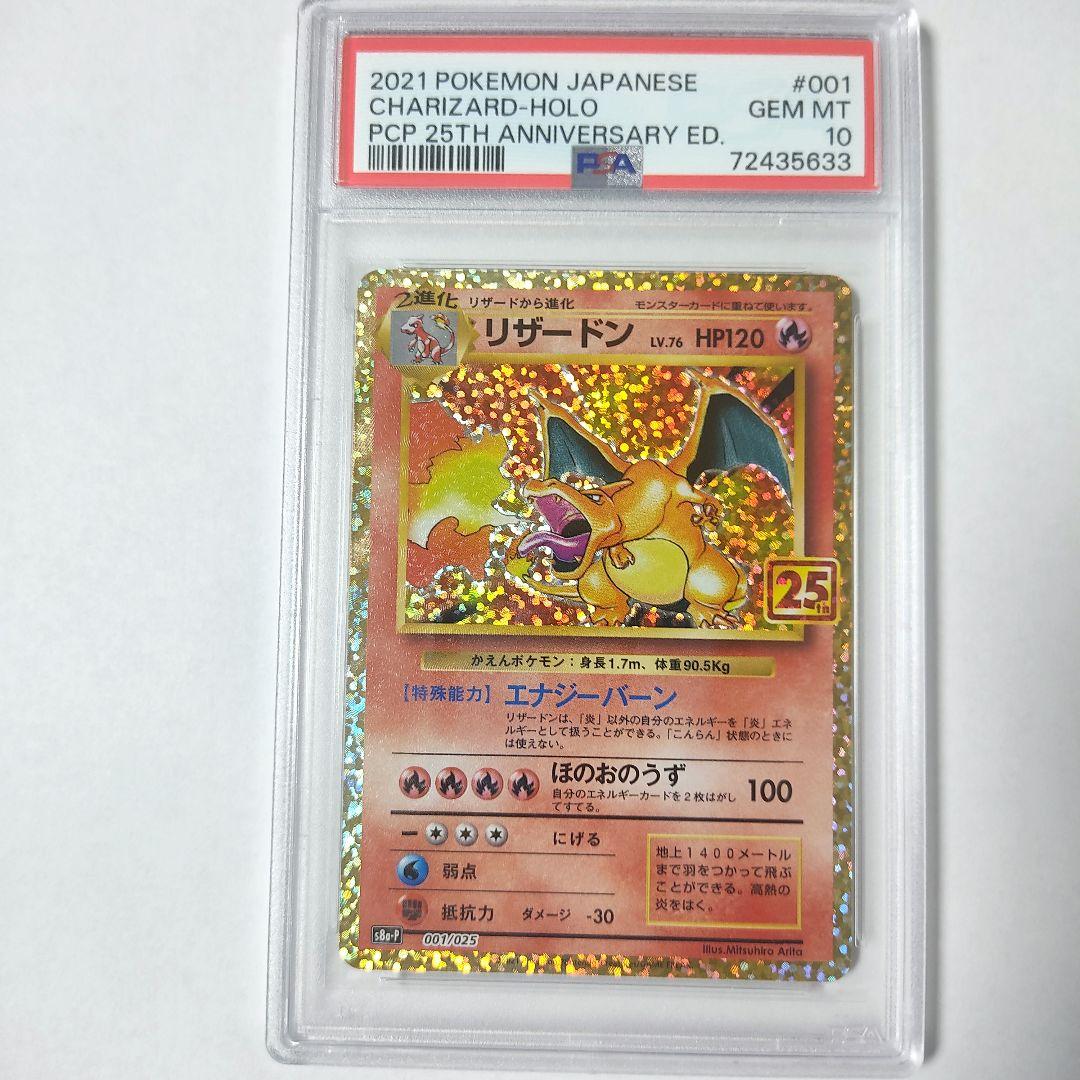 2021 POKEMON JAPANESE #001
CHARIZARD-HOLO GEM MT
PCP 25TH ANNIVERSARY ED. 10
PSA 72435633
2進化 リザードから進化 モンスターカードに重ねて使います。
リザードン LV.76 HP120
25th
かえんポケモン：身長1.7m、体重90.5Kg
【特殊能力】 エナジーバーン
リザードンは、「炎」以外の自分のエネルギーを「炎」エネ
ルギーとして扱うことができる。「こんらん」状態のときに
は使えない。
ほのおのうず 100
自分のエネルギーカードを2枚はがし
てすてる。
にげる
弱点
抵抗力 ダメージ -30
地上1400メートル
まで羽をつかって飛ぶ
ことができる。高熱の
炎をはく。
s8a-P 001/025
Illus.Mitsuhiro Arita